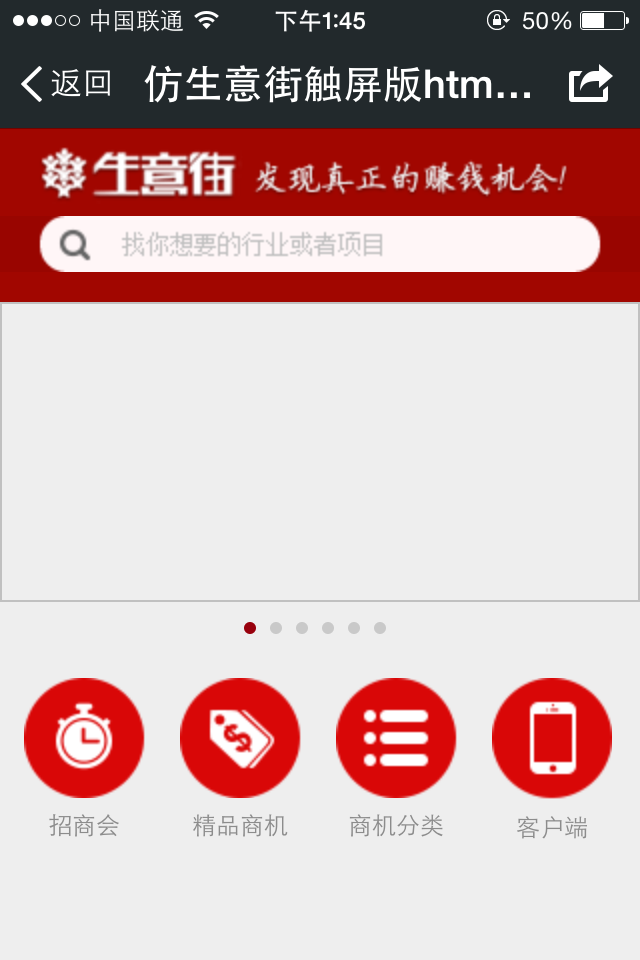 中国联通 下午1:45 50%
返回 仿生意街触屏版htm...
生意街 发现真正的赚钱机会!
找你想要的行业或者项目
招商会 精品商机 商机分类 客户端